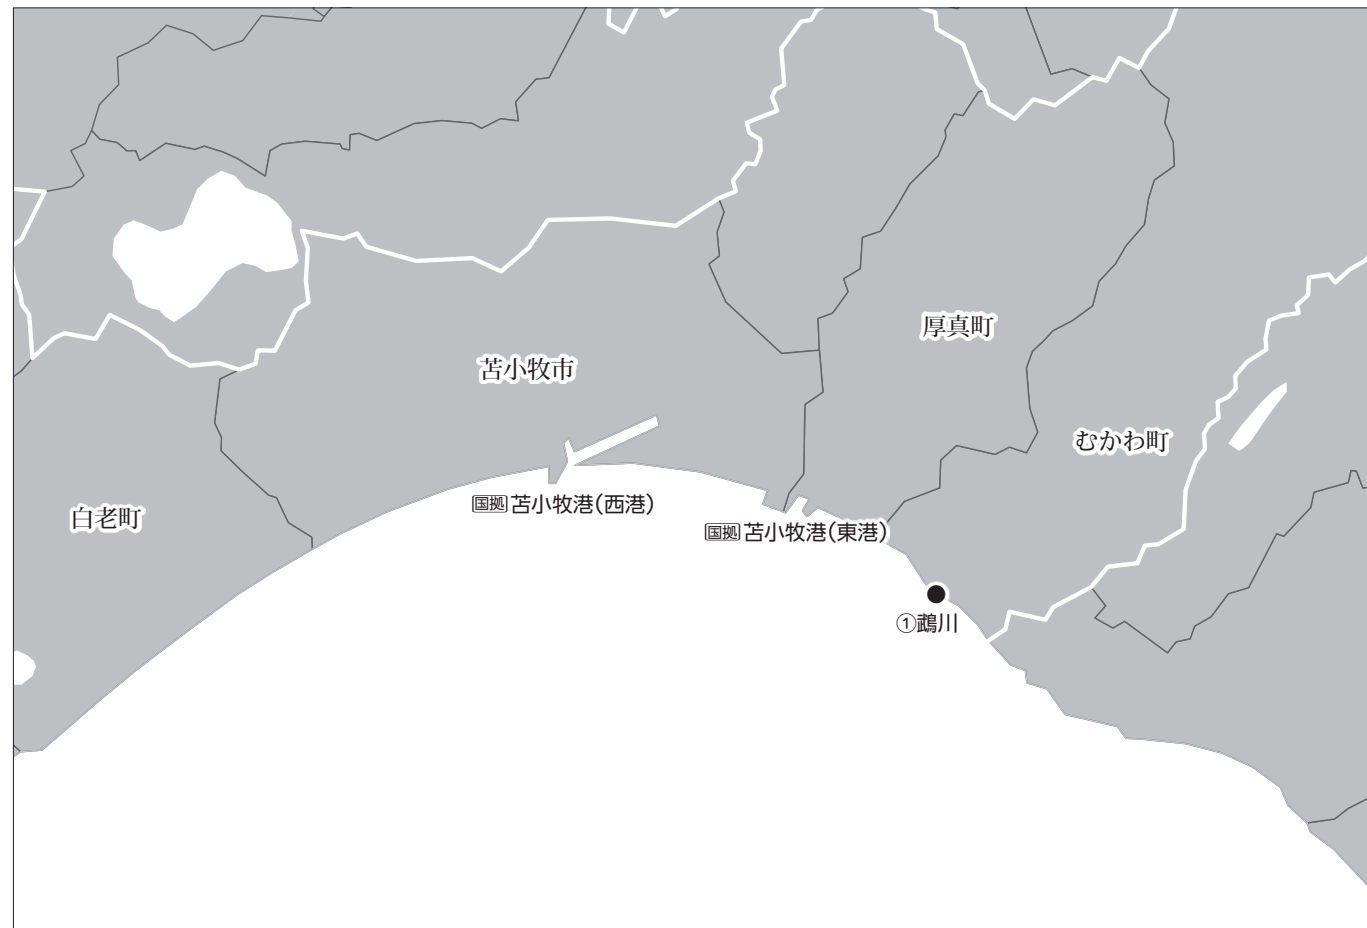 厚真町
苫小牧市
むかわ町
国拠 苫小牧港(西港)
白老町
国拠 苫小牧港(東港)
①鵡川